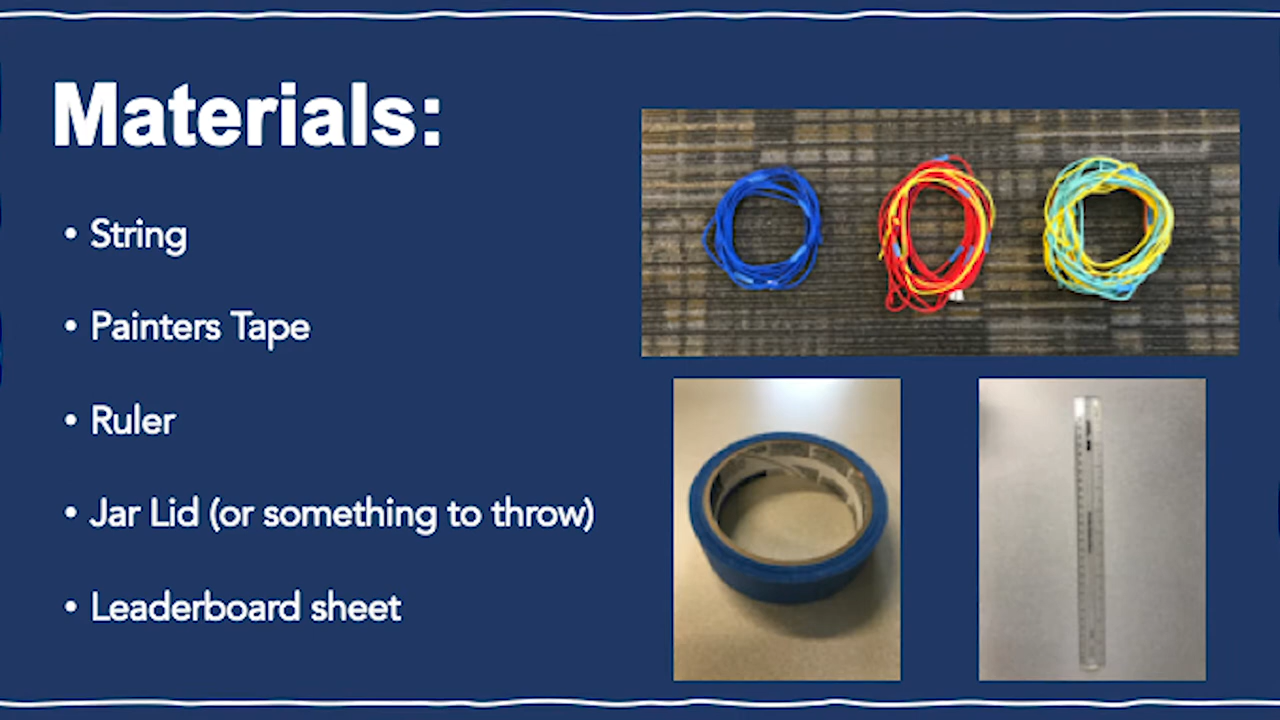 Materials:
• String
• Painters Tape
• Ruler
• Jar Lid (or something to throw)
• Leaderboard sheet